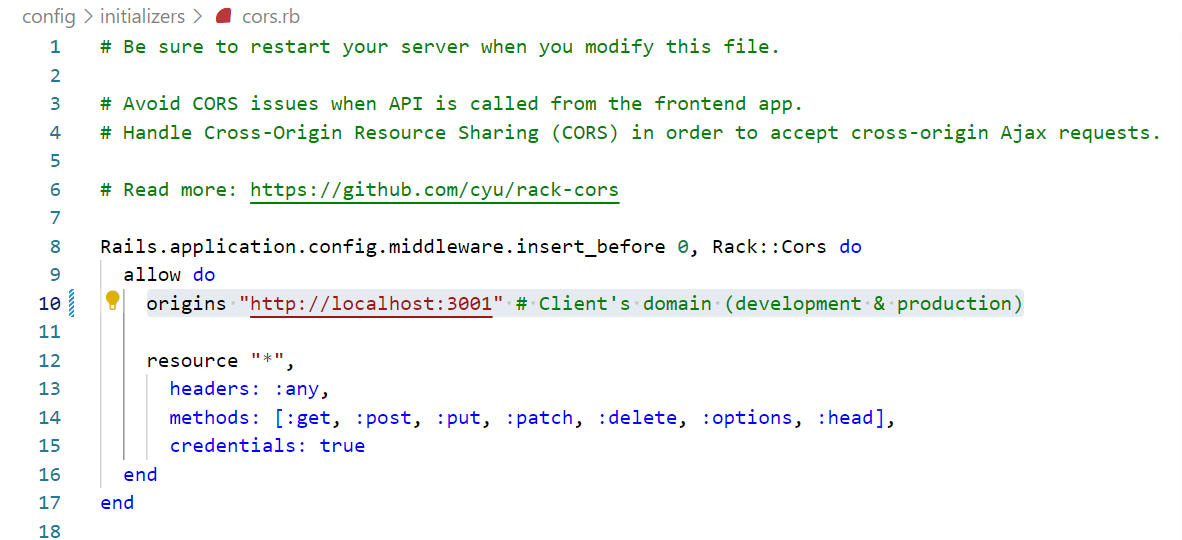 config > initializers > cors.rb
1 # Be sure to restart your server when you modify this file.
2
3 # Avoid CORS issues when API is called from the frontend app.
4 # Handle Cross-Origin Resource Sharing (CORS) in order to accept cross-origin Ajax requests.
5
6 # Read more: https://github.com/cyu/rack-cors
7
8 Rails.application.config.middleware.insert_before 0, Rack::Cors do
9   allow do
10     origins "http://localhost:3001" # Client's domain (development & production)
11
12     resource "*",
13       headers: :any,
14       methods: [:get, :post, :put, :patch, :delete, :options, :head],
15       credentials: true
16   end
17 end
18